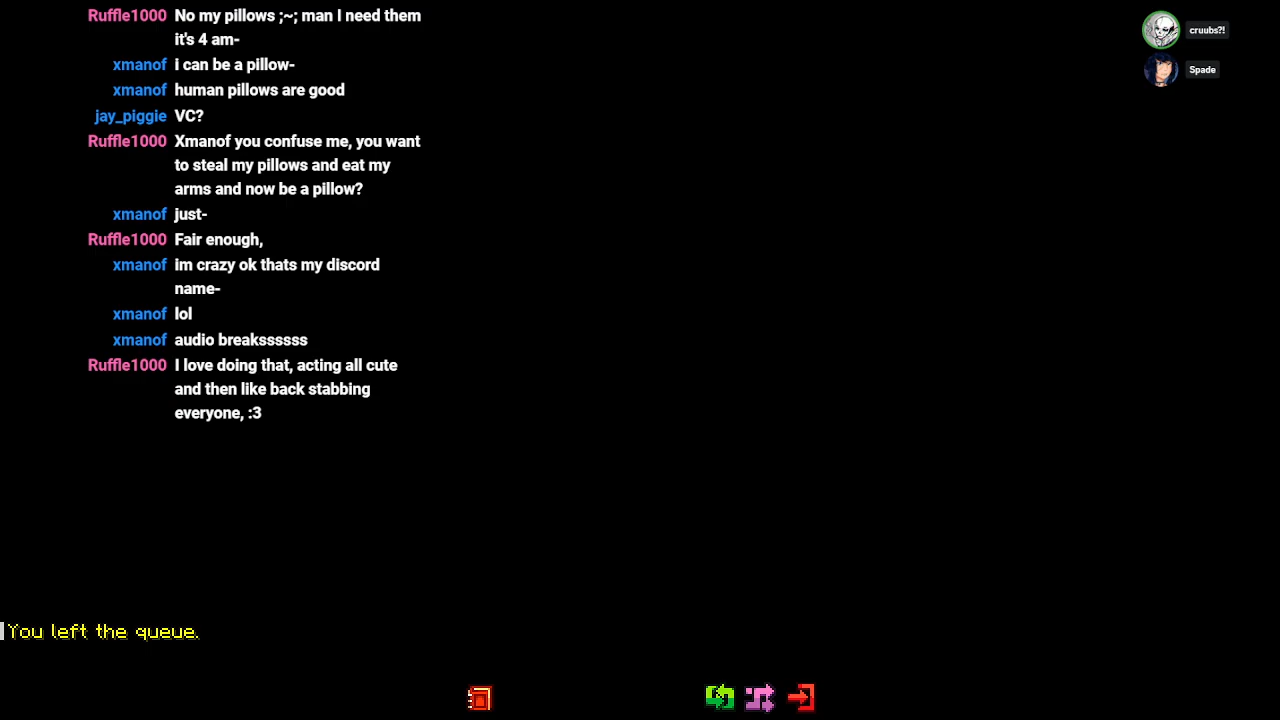 Ruffle1000 No my pillows ;~; man I need them
it's 4 am-
xmanof i can be a pillow-
xmanof human pillows are good
jay_piggie VC?
Ruffle1000 Xmanof you confuse me, you want
to steal my pillows and eat my
arms and now be a pillow?
xmanof just-
Ruffle1000 Fair enough,
xmanof im crazy ok thats my discord
name-
xmanof lol
xmanof audio breakssssss
Ruffle1000 I love doing that, acting all cute
and then like back stabbing
everyone, :3
cruubs?!
Spade
You left the queue.